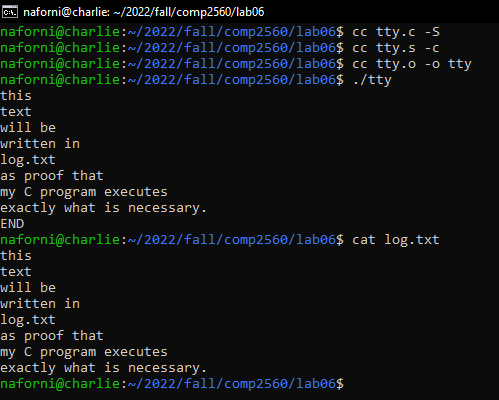 naforni@charlie: ~/2022/fall/comp2560/lab06
naforni@charlie:~/2022/fall/comp2560/lab06$ cc tty.c -S
naforni@charlie:~/2022/fall/comp2560/lab06$ cc tty.s -c
naforni@charlie:~/2022/fall/comp2560/lab06$ cc tty.o -o tty
naforni@charlie:~/2022/fall/comp2560/lab06$ ./tty
this
text
will be
written in
log.txt
as proof that
my C program executes
exactly what is necessary.
END
naforni@charlie:~/2022/fall/comp2560/lab06$ cat log.txt
this
text
will be
written in
log.txt
as proof that
my C program executes
exactly what is necessary.
naforni@charlie:~/2022/fall/comp2560/lab06$